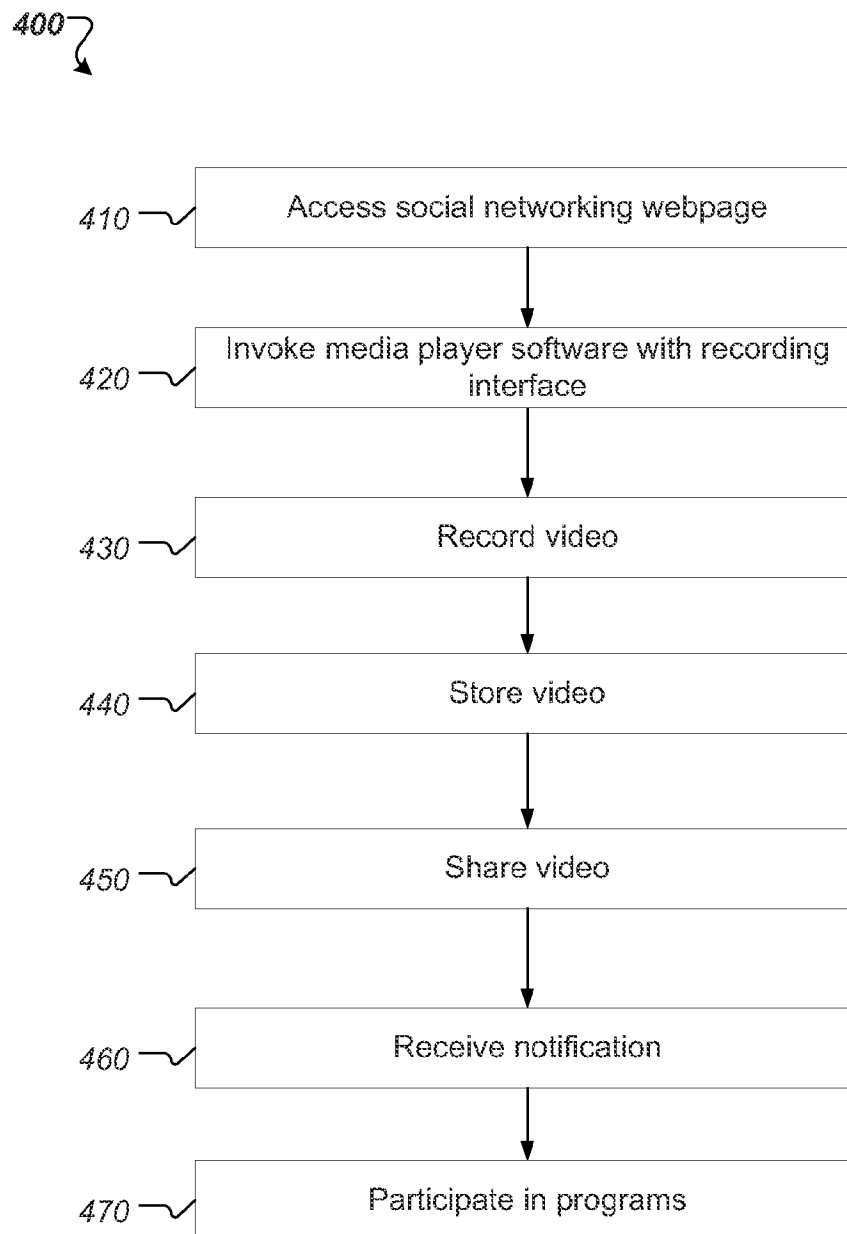 400
410 Access social networking webpage
420 Invoke media player software with recording
interface
430 Record video
440 Store video
450 Share video
460 Receive notification
470 Participate in programs